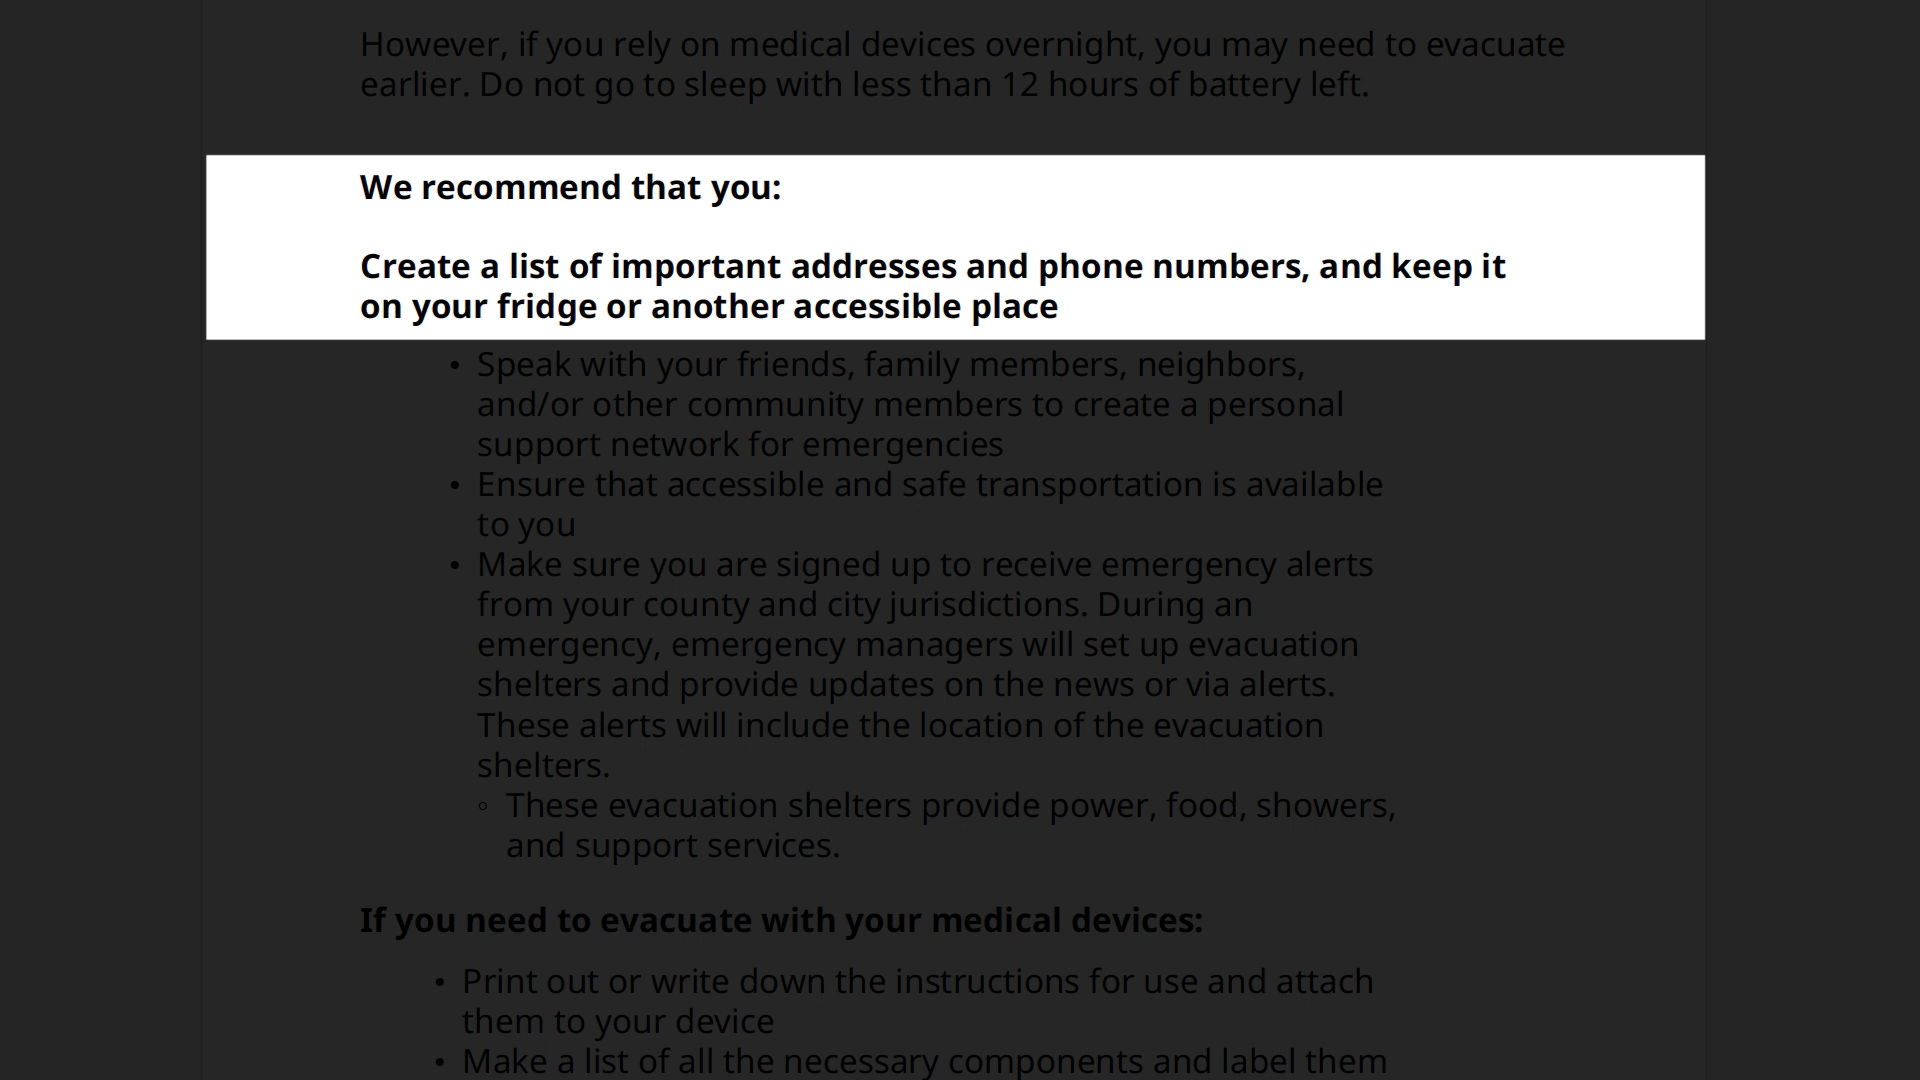 However, if you rely on medical devices overnight, you may need to evacuate
earlier. Do not go to sleep with less than 12 hours of battery left.
We recommend that you:
Create a list of important addresses and phone numbers, and keep it
on your fridge or another accessible place
• Speak with your friends, family members, neighbors,
and/or other community members to create a personal
support network for emergencies
• Ensure that accessible and safe transportation is available
to you
• Make sure you are signed up to receive emergency alerts
from your county and city jurisdictions. During an
emergency, emergency managers will set up evacuation
shelters and provide updates on the news or via alerts.
These alerts will include the location of the evacuation
shelters.
◦ These evacuation shelters provide power, food, showers,
and support services.
If you need to evacuate with your medical devices:
• Print out or write down the instructions for use and attach
them to your device
• Make a list of all the necessary components and label them